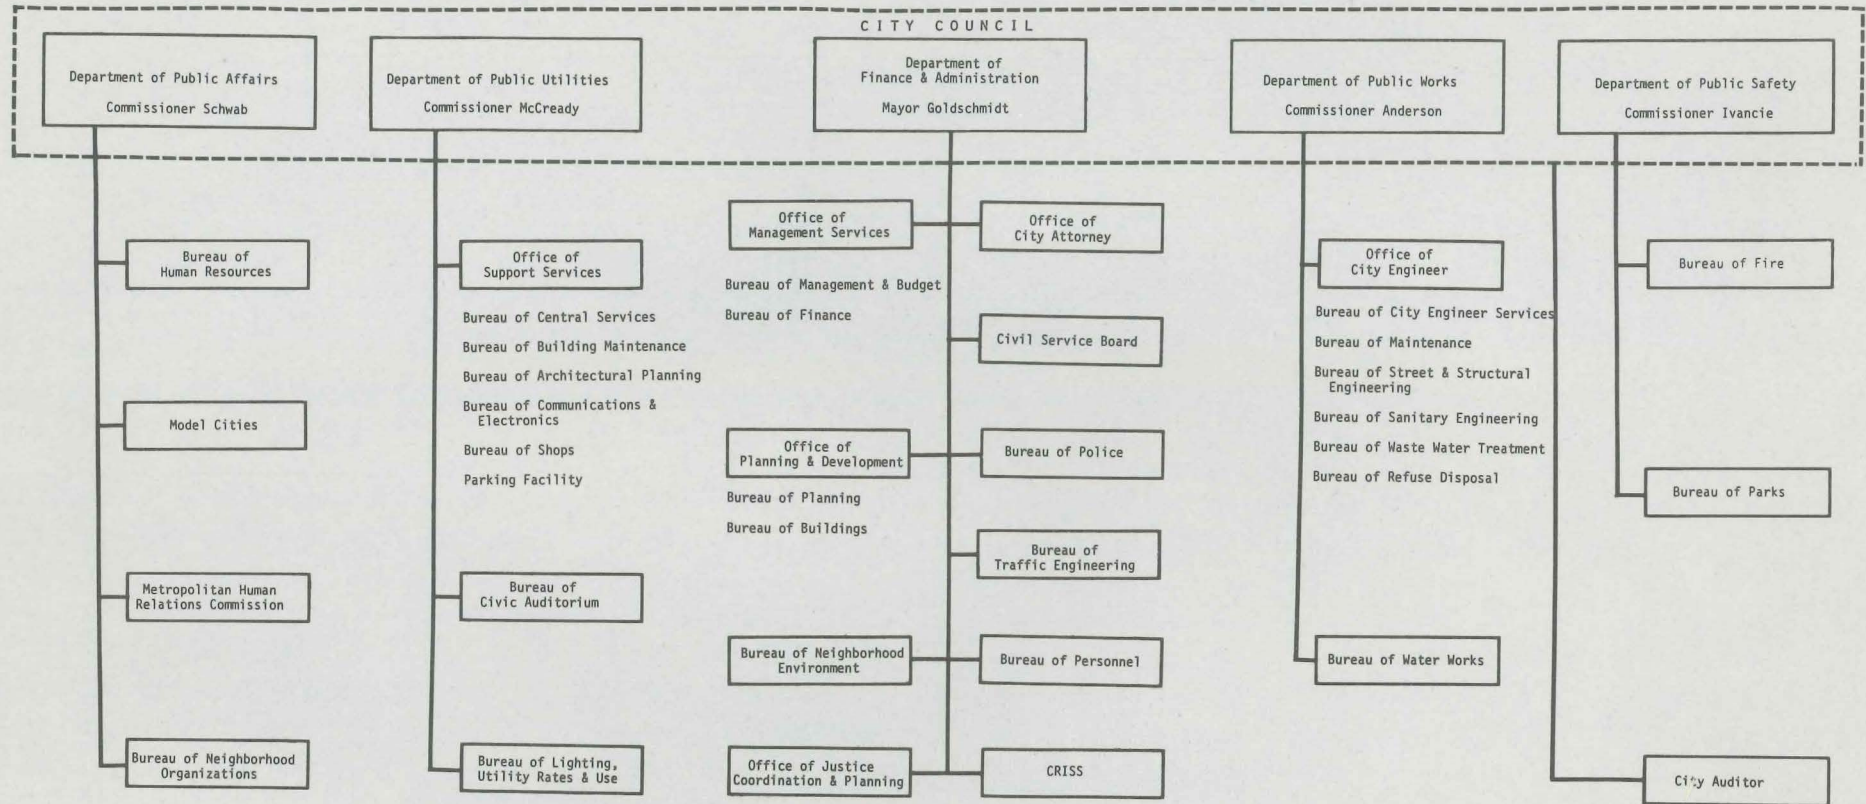 CITY COUNCIL
Department of Public Affairs
Commissioner Schwab
Department of Public Utilities
Commissioner McCready
Department of
Finance & Administration
Mayor Goldschmidt
Department of Public Works
Commissioner Anderson
Department of Public Safety
Commissioner Ivancie
Bureau of
Human Resources
Model Cities
Metropolitan Human
Relations Commission
Bureau of Neighborhood
Organizations
Office of
Support Services
Bureau of Central Services
Bureau of Building Maintenance
Bureau of Architectural Planning
Bureau of Communications &
Electronics
Bureau of Shops
Parking Facility
Bureau of
Civic Auditorium
Bureau of Lighting,
Utility Rates & Use
Office of
Management Services
Bureau of Management & Budget
Bureau of Finance
Office of
Planning & Development
Bureau of Planning
Bureau of Buildings
Bureau of Neighborhood
Environment
Office of Justice
Coordination & Planning
Office of
City Attorney
Civil Service Board
Bureau of Police
Bureau of
Traffic Engineering
Bureau of Personnel
CRISS
Office of
City Engineer
Bureau of City Engineer Services
Bureau of Maintenance
Bureau of Street & Structural
Engineering
Bureau of Sanitary Engineering
Bureau of Waste Water Treatment
Bureau of Refuse Disposal
Bureau of Water Works
Bureau of Fire
Bureau of Parks
City Auditor